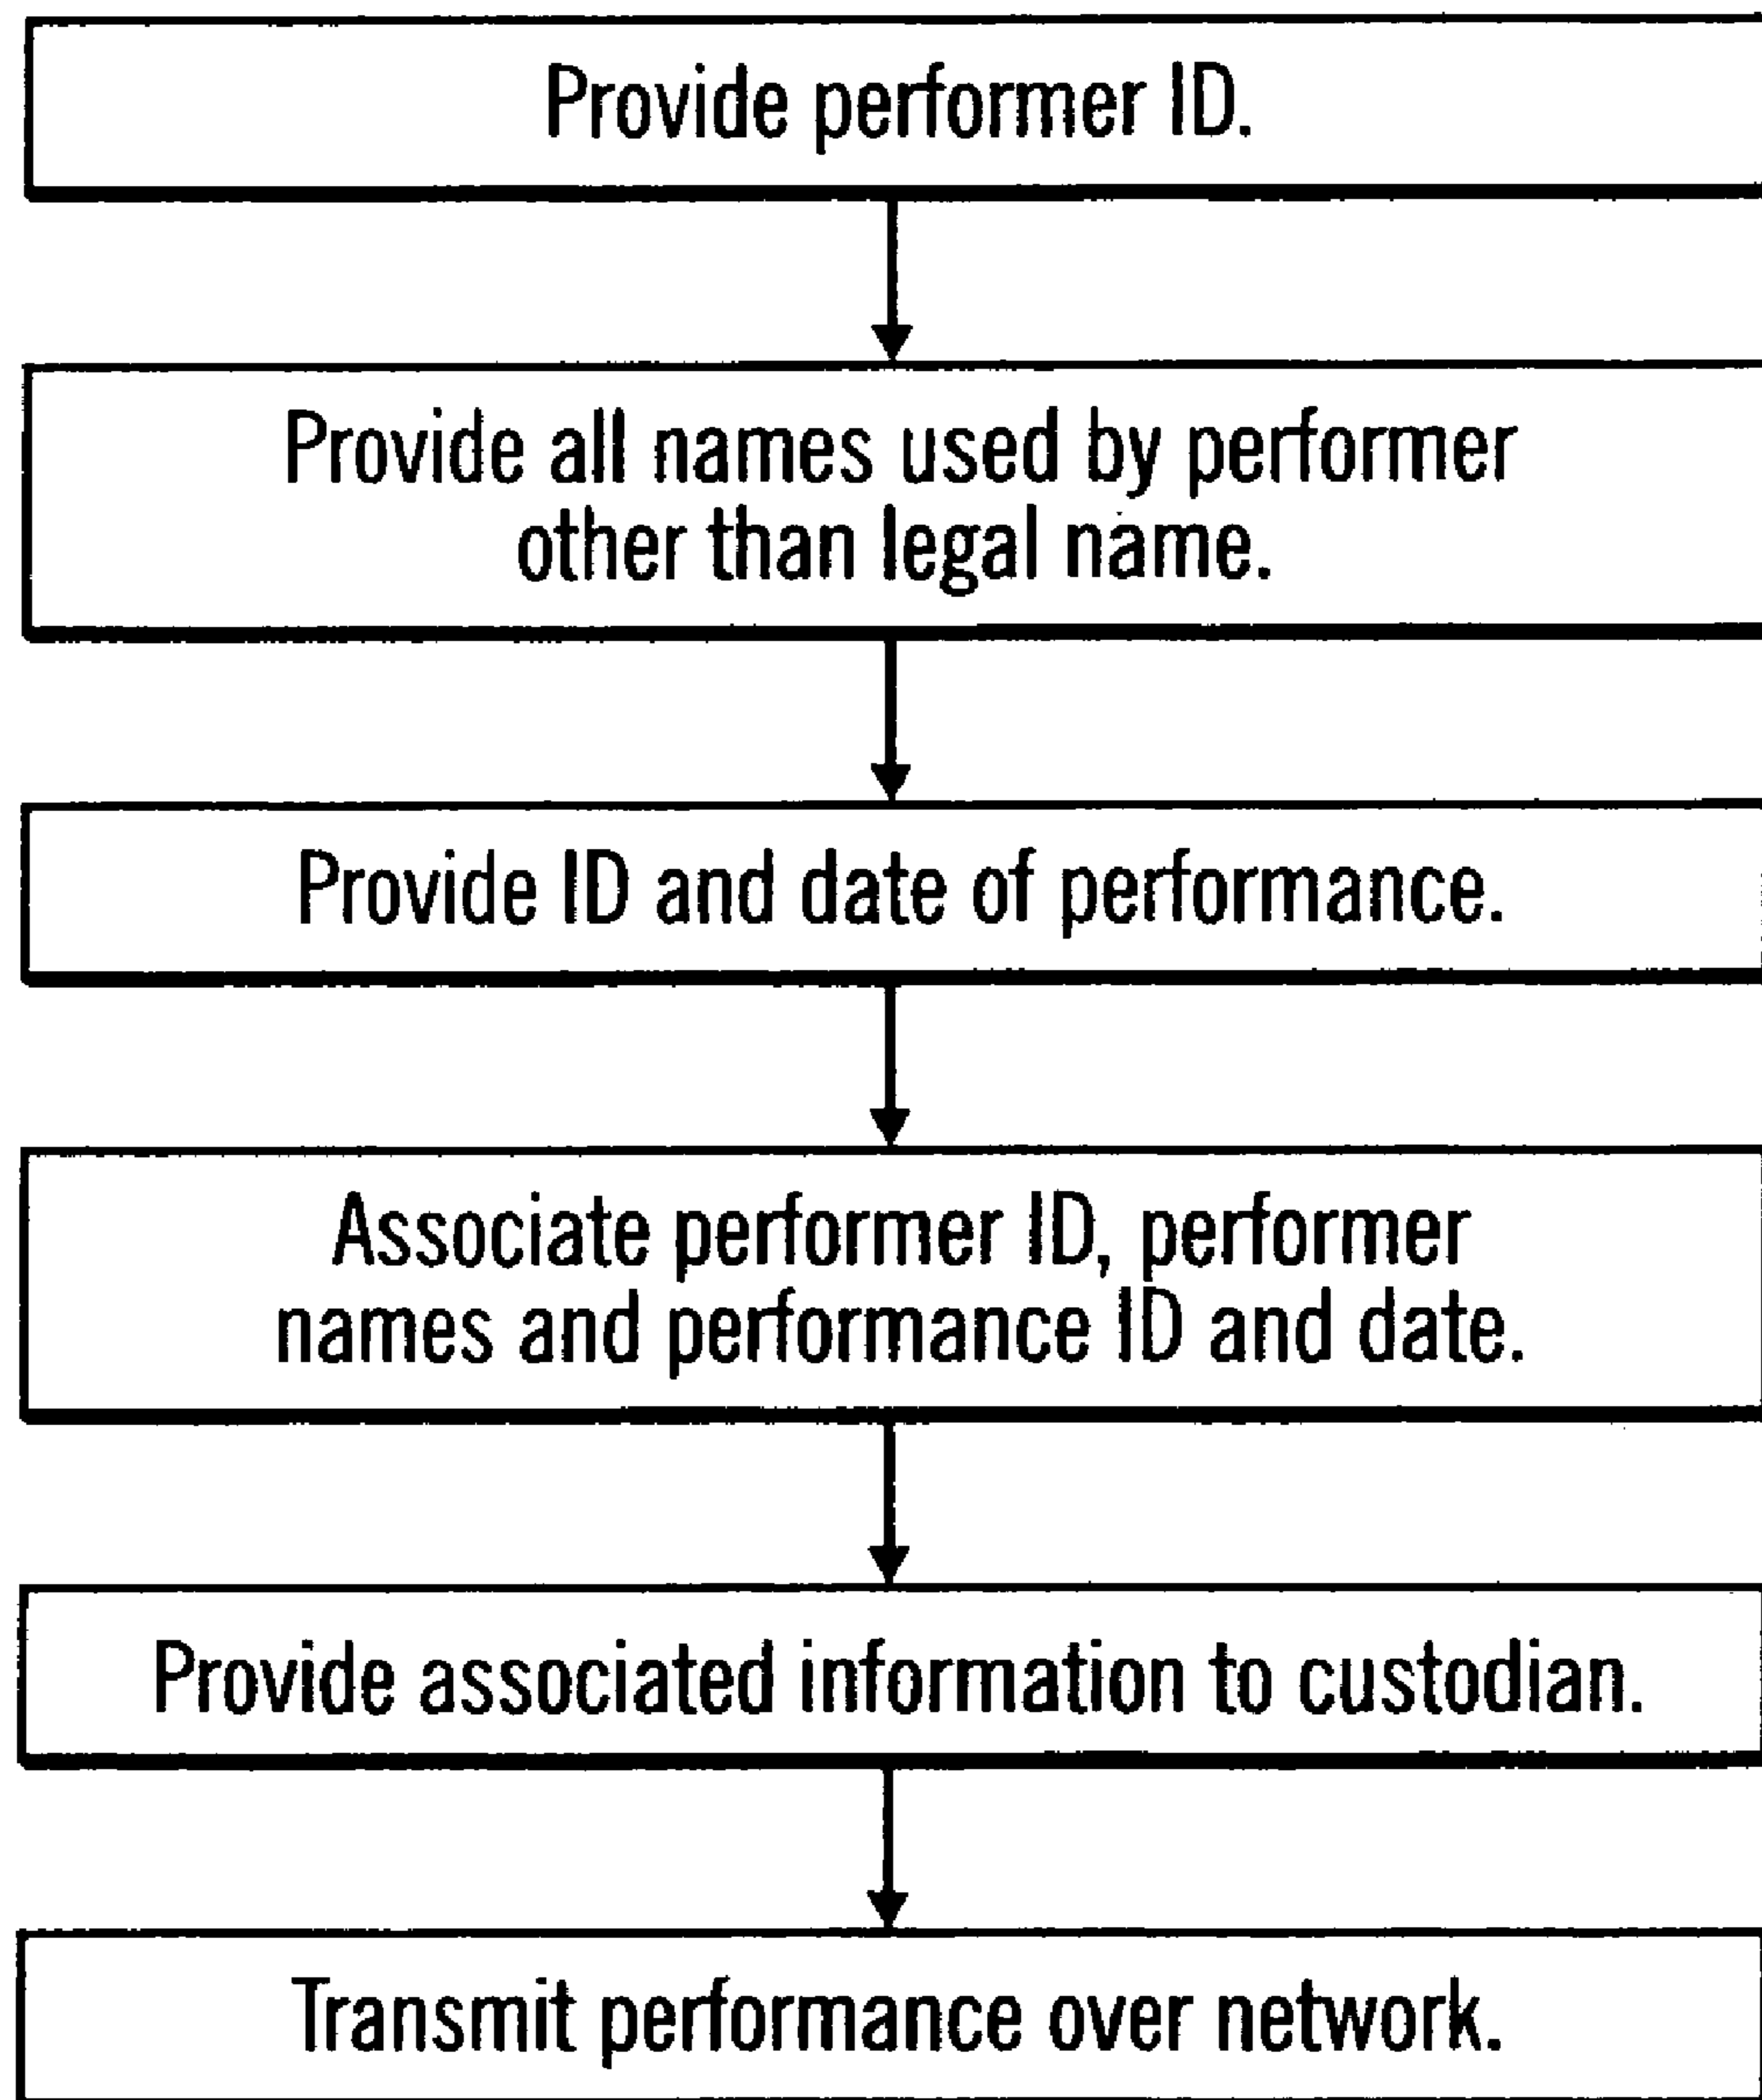 Provide performer ID.
Provide all names used by performer
other than legal name.
Provide ID and date of performance.
Associate performer ID, performer
names and performance ID and date.
Provide associated information to custodian.
Transmit performance over network.